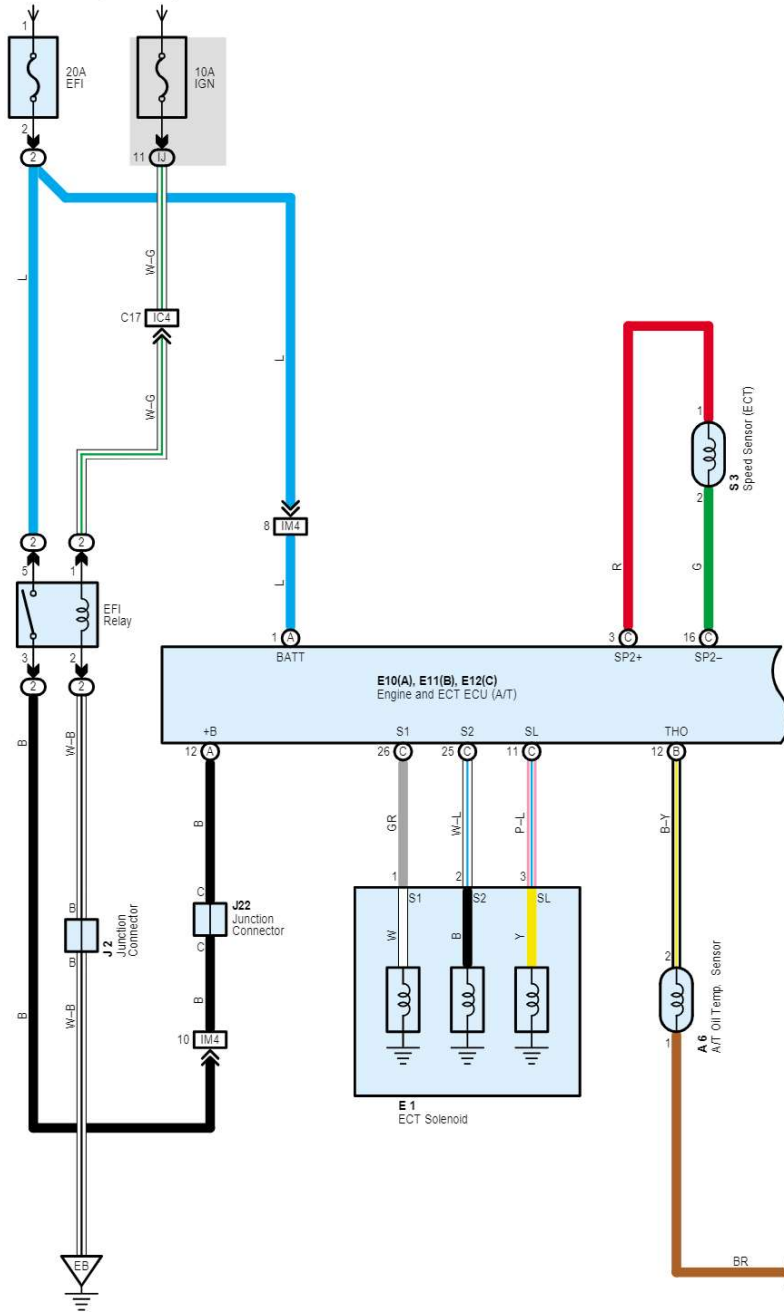 1
20A
EFI
10A
IGN
2
2
11
IJ
W–G
C17
IC4
L
L
W–G
1
S 3
Speed Sensor (ECT)
2
8
IM4
2
2
5
1
L
R
G
EFI
Relay
1
A
3
C
16
C
BATT
SP2+
SP2–
3
2
2
2
E10(A), E11(B), E12(C)
Engine and ECT ECU (A/T)
+B
S1
S2
SL
THO
12
A
26
C
25
C
11
C
12
B
B
W–B
B
GR
W–L
P–L
B–Y
C
J22
Junction
Connector
C
1
2
3
S1
S2
SL
B
J 2
Junction
Connector
B
W
B
Y
2
A 6
A/T Oil Temp. Sensor
1
B
W–B
B
10
IM4
E 1
ECT Solenoid
EB
BR